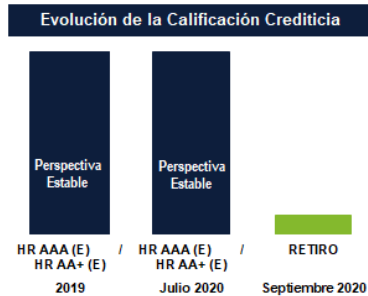 Evolución de la Calificación Crediticia
Perspectiva
Estable
Perspectiva
Estable
HR AAA (E) / HR AAA (E) / RETIRO
HR AA+ (E) HR AA+ (E)
2019 Julio 2020 Septiembre 2020